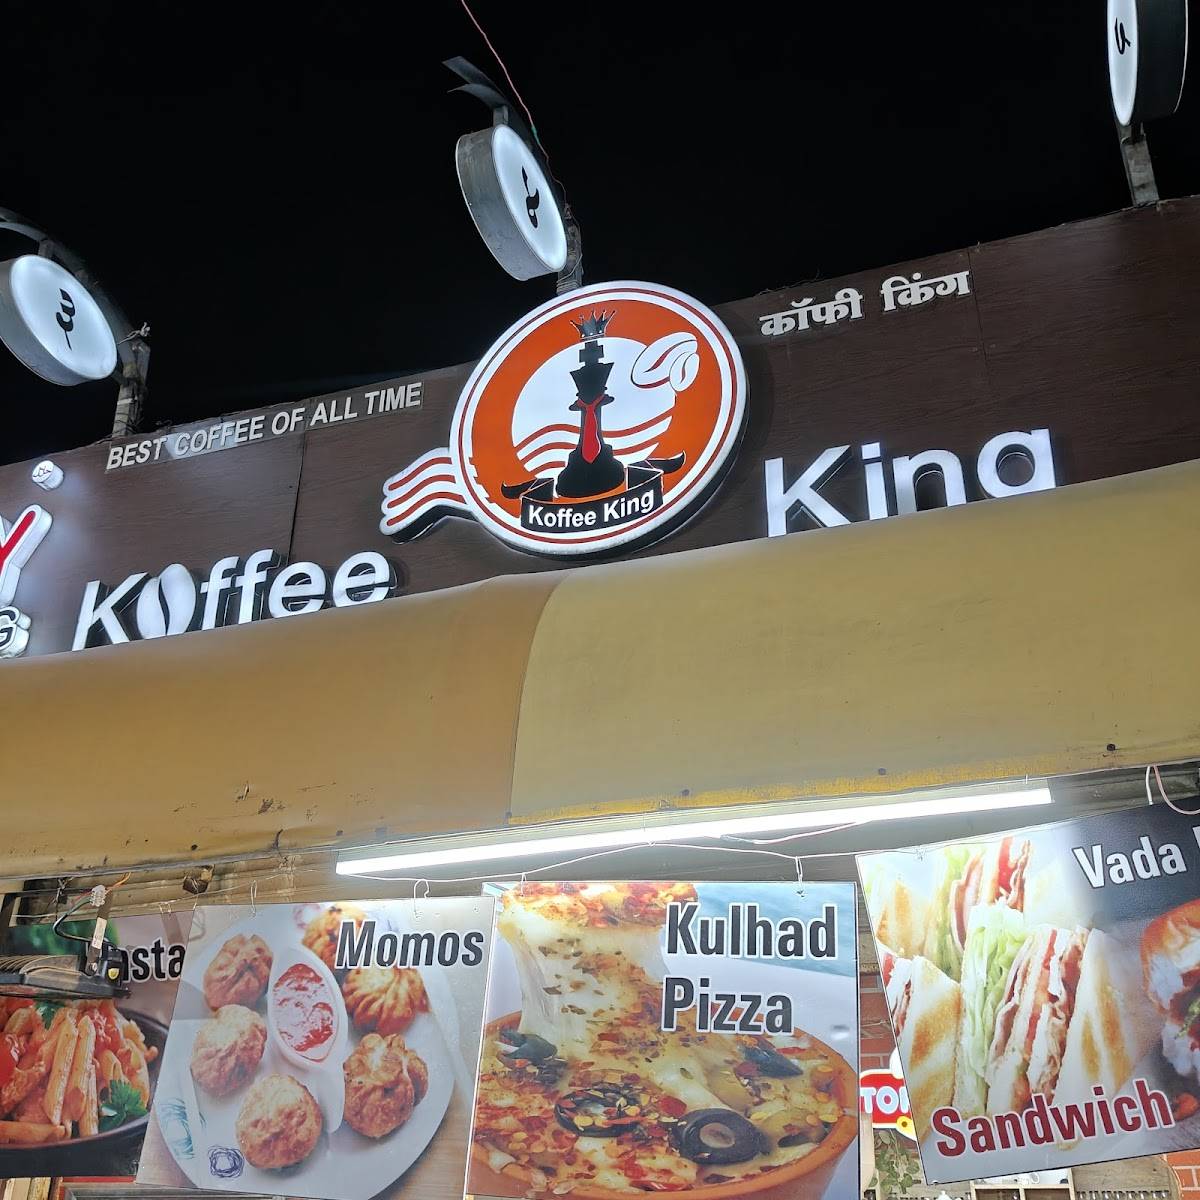 कॉफी किंग
BEST COFFEE OF ALL TIME
Koffee King
Koffee King
Momos
Kulhad
Pizza
Vada
Sandwich